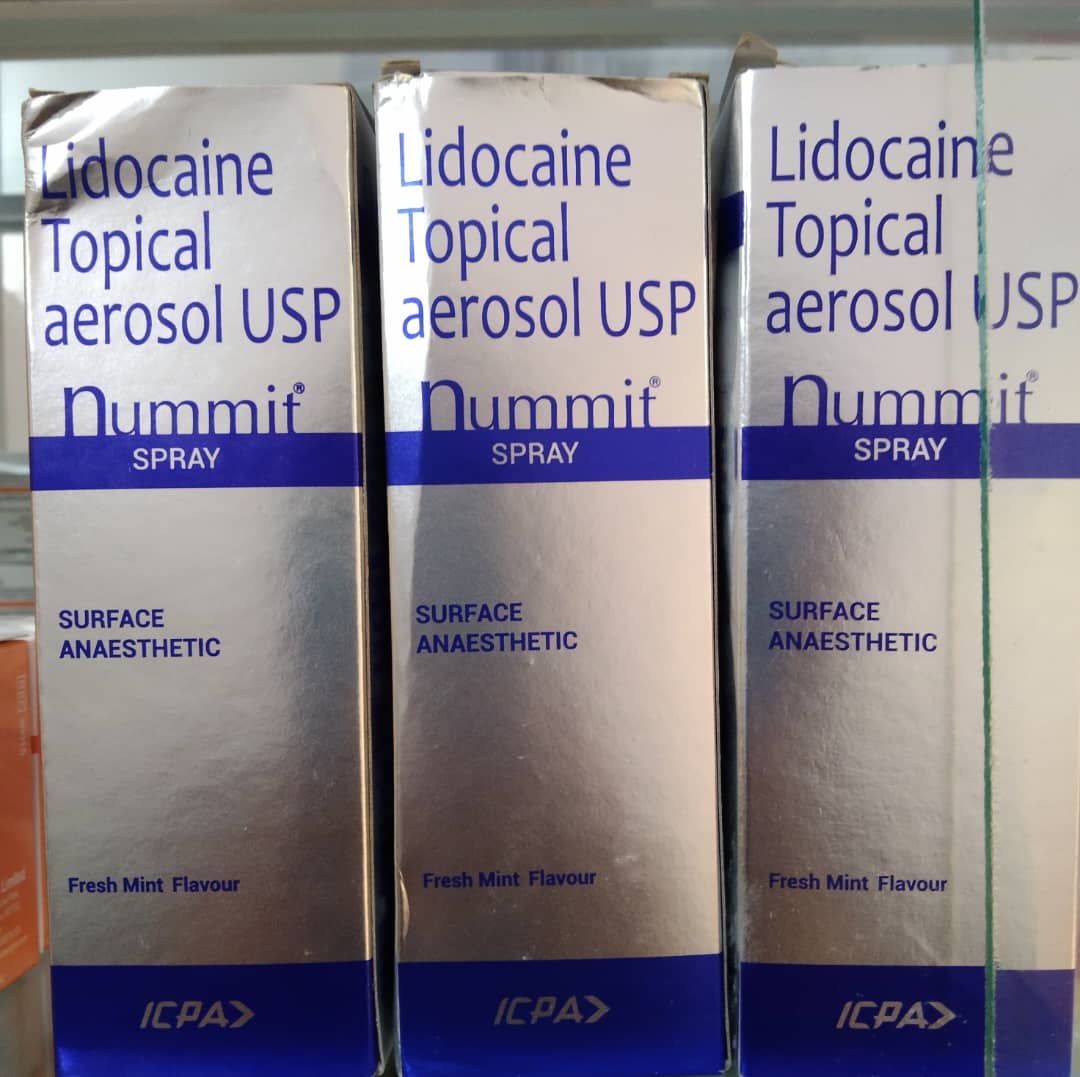 Lidocaine
Topical
aerosol USP
nummit®
SPRAY
SURFACE
ANAESTHETIC
Fresh Mint Flavour
ICPA
Lidocaine
Topical
aerosol USP
nummit®
SPRAY
SURFACE
ANAESTHETIC
Fresh Mint Flavour
ICPA
Lidocaine
Topical
aerosol USP
nummit®
SPRAY
SURFACE
ANAESTHETIC
Fresh Mint Flavour
ICPA
Limited